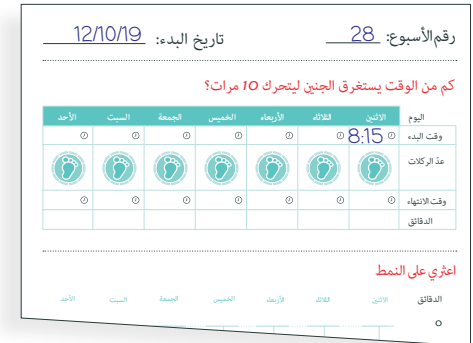 رقم الأسبوع: 28 تاريخ البدء: 12/10/19
كم من الوقت يستغرق الجنين ليتحرك 10 مرات؟
اليوم الاثنين الثلاثاء الأربعاء الخميس الجمعة السبت الأحد
وقت البدء 8:15
عدّ الركلات
وقت الانتهاء
الدقائق
اعثري على النمط
الدقائق الاثنين الثلاثاء الأربعاء الخميس الجمعة السبت الأحد
0